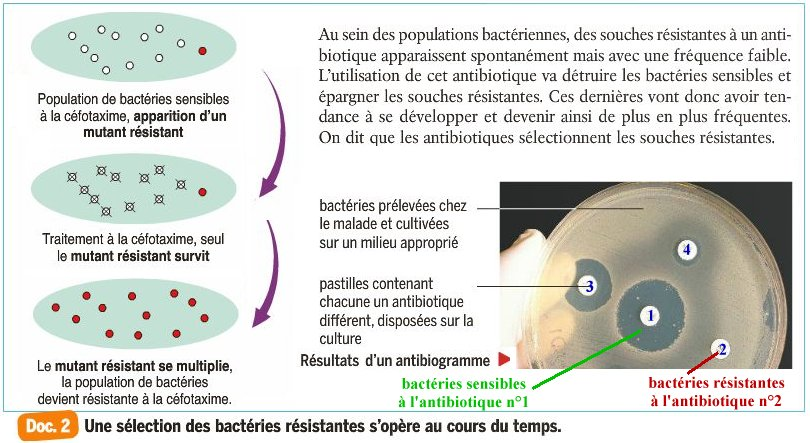 Population de bactéries sensibles
à la céfotaxime, apparition d'un
mutant résistant
Traitement à la céfotaxime, seul
le mutant résistant survit
Le mutant résistant se multiplie,
la population de bactéries
devient résistante à la céfotaxime.
Au sein des populations bactériennes, des souches résistantes à un anti-
biotique apparaissent spontanément mais avec une fréquence faible.
L'utilisation de cet antibiotique va détruire les bactéries sensibles et
épargner les souches résistantes. Ces dernières vont donc avoir ten-
dance à se développer et devenir ainsi de plus en plus fréquentes.
On dit que les antibiotiques sélectionnent les souches résistantes.
bactéries prélevées chez
le malade et cultivées
sur un milieu approprié
pastilles contenant
chacune un antibiotique
différent, disposées sur la
culture
Résultats d'un antibiogramme
4
3
1
2
bactéries sensibles
à l'antibiotique n°1
bactéries résistantes
à l'antibiotique n°2
Doc. 2 Une sélection des bactéries résistantes s'opère au cours du temps.